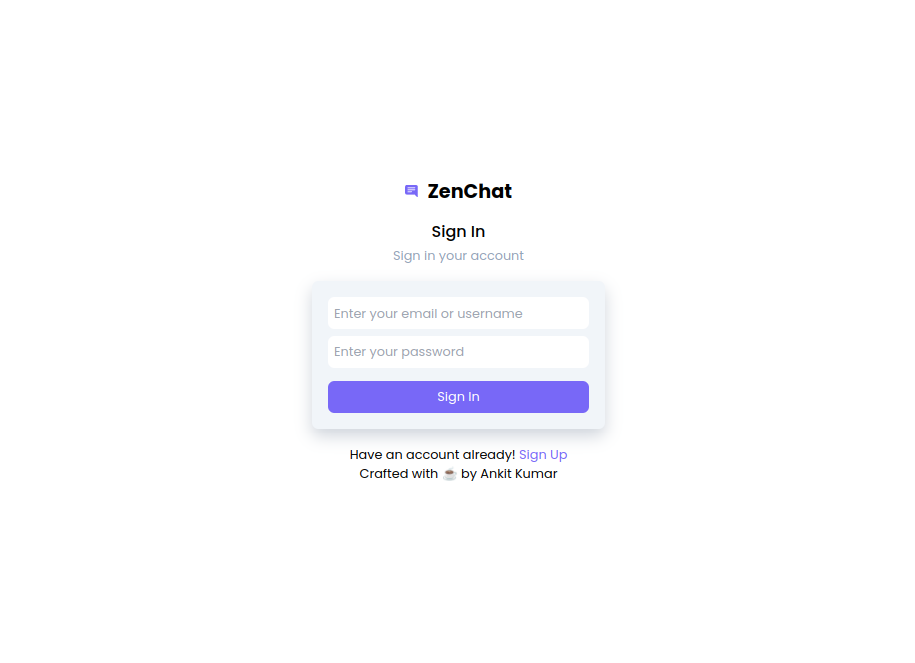 ZenChat
Sign In
Sign in your account
Enter your email or username
Enter your password
Sign In
Have an account already! Sign Up
Crafted with ☕ by Ankit Kumar